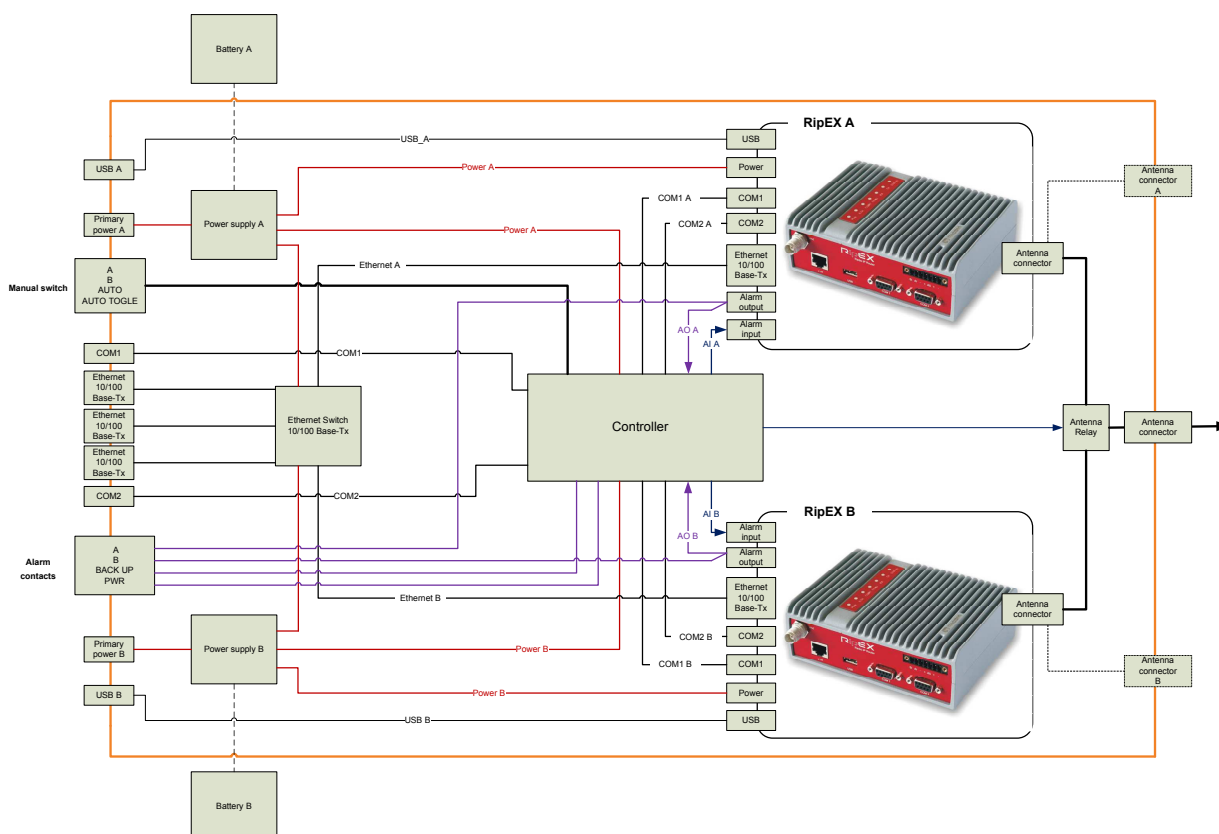 Battery A
RipEX A
USB_A
USB
USB A
Power A
Power
Antenna
connector
A
Primary
power A
Power supply A
COM1 A
COM1
Power A
COM2 A
COM2
Manual switch
A
B
AUTO
AUTO TOGLE
Ethernet A
Ethernet
10/100
Base-Tx
RipEX
Antenna
connector
Alarm
output
AO A
AI A
Alarm
input
COM1
COM1
Ethernet
10/100
Base-Tx
Ethernet
10/100
Base-Tx
Ethernet
10/100
Base-Tx
Ethernet Switch
10/100 Base-Tx
Controller
Antenna
Relay
Antenna
connector
COM2
COM2
AO B
AI B
RipEX B
Alarm
input
Alarm
contacts
A
B
BACK UP
PWR
Alarm
output
Ethernet B
Ethernet
10/100
Base-Tx
RipEX
Antenna
connector
Primary
power B
Power supply B
Power B
COM2 B
COM2
COM1 B
COM1
Antenna
connector
B
USB B
Power B
Power
USB B
USB
Battery B